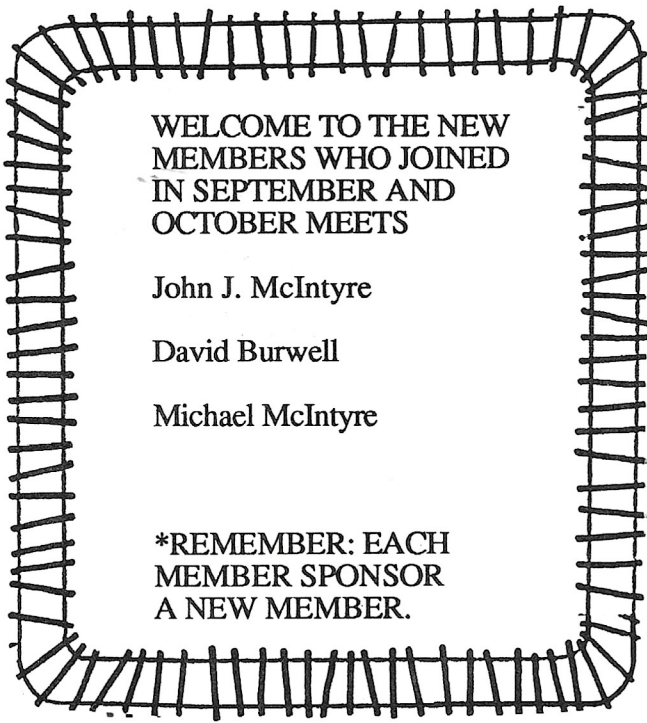 WELCOME TO THE NEW
MEMBERS WHO JOINED
IN SEPTEMBER AND
OCTOBER MEETS
John J. McIntyre
David Burwell
Michael McIntyre
*REMEMBER: EACH
MEMBER SPONSOR
A NEW MEMBER.